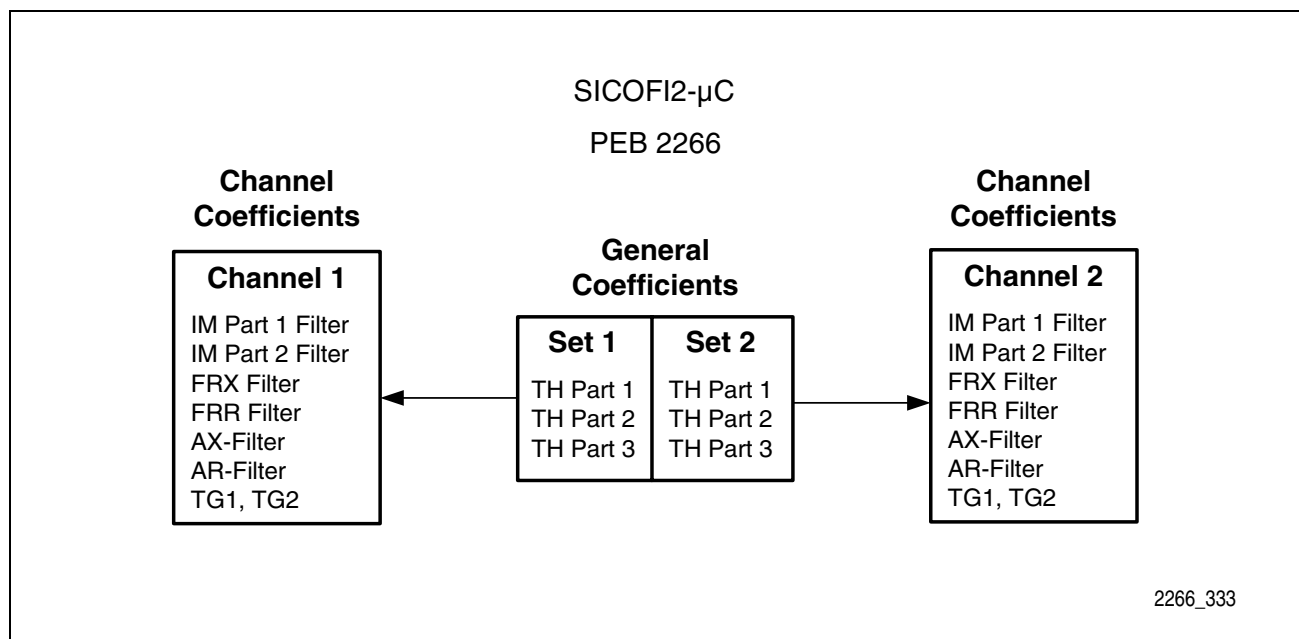 SICOFI2-µC
PEB 2266
Channel
Coefficients
Channel 1
IM Part 1 Filter
IM Part 2 Filter
FRX Filter
FRR Filter
AX-Filter
AR-Filter
TG1, TG2
General
Coefficients
Set 1
TH Part 1
TH Part 2
TH Part 3
Set 2
TH Part 1
TH Part 2
TH Part 3
Channel
Coefficients
Channel 2
IM Part 1 Filter
IM Part 2 Filter
FRX Filter
FRR Filter
AX-Filter
AR-Filter
TG1, TG2
2266_333